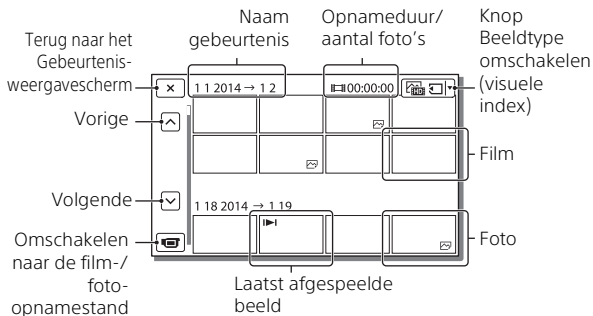 Naam
gebeurtenis
Opnameduur/
aantal foto's
Knop
Beeldtype
omschakelen
(visuele
index)
Terug naar het
Gebeurtenis-
weergavescherm
1 1 2014 → 1 2
00:00:00
Vorige
Film
Volgende
1 18 2014 → 1 19
Omschakelen
naar de film-/
foto-
opnamestand
Foto
Laatst afgespeelde
beeld